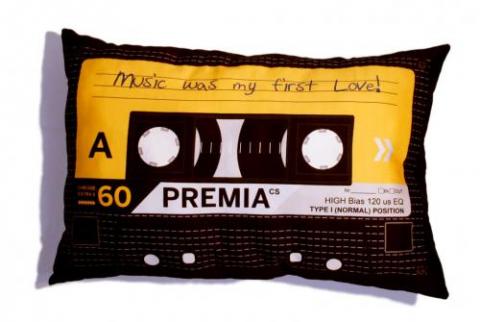 Music was my first Love!
A
60
PREMIA CS
HIGH Bias 120 us EQ
TYPE I (NORMAL) POSITION